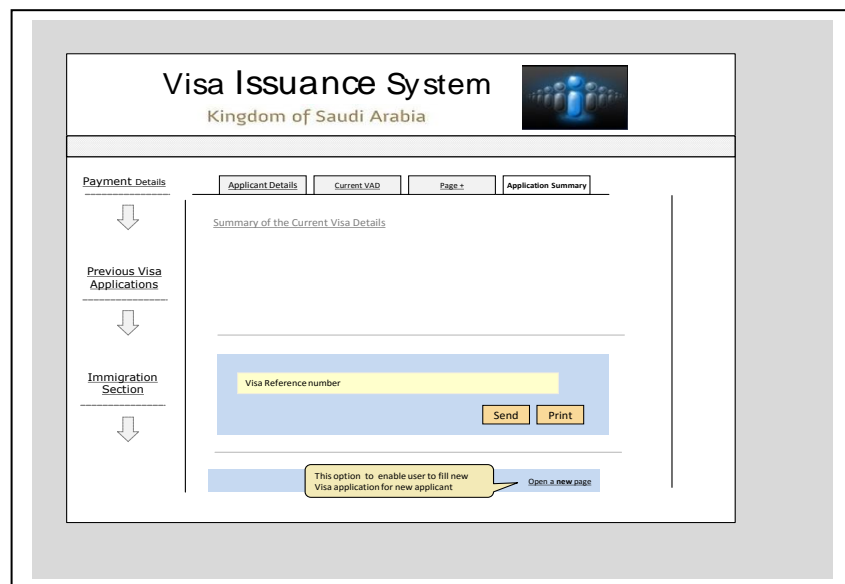 Visa Issuance System
Kingdom of Saudi Arabia
Payment Details
Previous Visa
Applications
Immigration
Section
Applicant Details
Current VAD
Page +
Application Summary
Summary of the Current Visa Details
Visa Reference number
Send
Print
This option to enable user to fill new
Visa application for new applicant
Open a new page